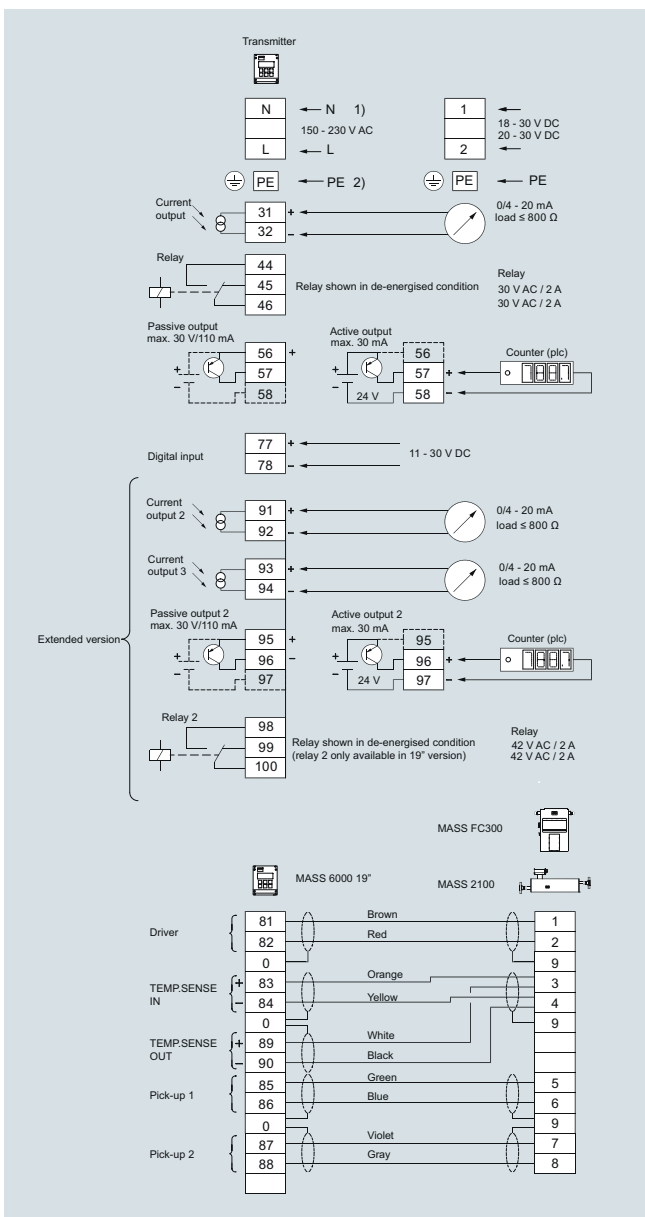 Transmitter
N
N 1)
1
150 - 230 V AC
18 - 30 V DC
20 - 30 V DC
L
L
2
PE
PE 2)
PE
PE
Current
output
31
+
32
–
0/4 - 20 mA
load ≤ 800 Ω
Relay
44
45
46
Relay shown in de-energised condition
Relay
30 V AC / 2 A
30 V AC / 2 A
Passive output
max. 30 V/110 mA
+
–
56
+
57
58
Active output
max. 30 mA
+
–
24 V
56
57
+
58
–
Counter (plc)
Digital input
77
+
78
–
11 - 30 V DC
Extended version
Current
output 2
91
+
92
–
0/4 - 20 mA
load ≤ 800 Ω
Current
output 3
93
+
94
–
0/4 - 20 mA
load ≤ 800 Ω
Passive output 2
max. 30 V/110 mA
+
–
95
+
96
–
97
Active output 2
max. 30 mA
+
–
24 V
95
96
+
97
–
Counter (plc)
Relay 2
98
99
100
Relay shown in de-energised condition
(relay 2 only available in 19" version)
Relay
42 V AC / 2 A
42 V AC / 2 A
MASS FC300
MASS 6000 19"
MASS 2100
Driver
81
Brown
1
82
Red
2
0
9
TEMP.SENSE
IN
+
83
Orange
3
–
84
Yellow
4
0
9
TEMP.SENSE
OUT
+
89
White
–
90
Black
Pick-up 1
85
Green
5
86
Blue
6
0
9
Pick-up 2
87
Violet
7
88
Gray
8